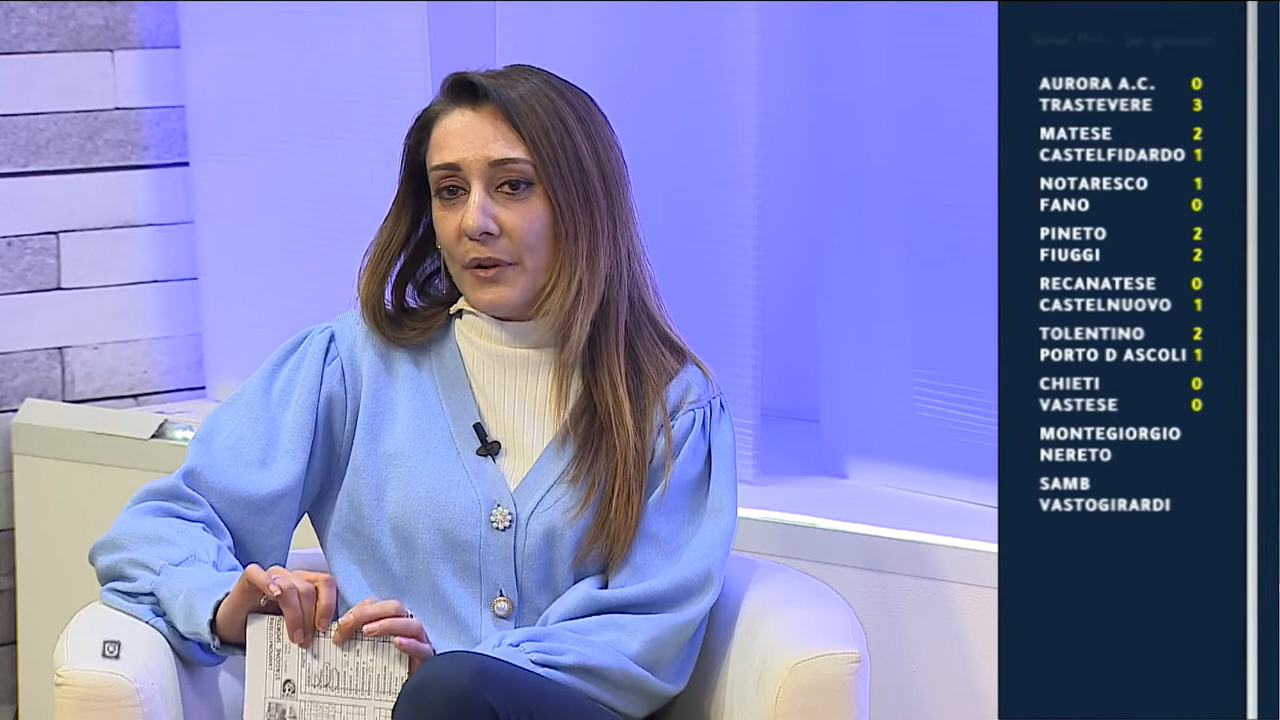 AURORA A.C. 0
TRASTEVERE 3
MATESE 2
CASTELFIDARDO 1
NOTARESCO 1
FANO 0
PINETO 2
FIUGGI 2
RECANATESE 0
CASTELNUOVO 1
TOLENTINO 2
PORTO D ASCOLI 1
CHIETI 0
VASTESE 0
MONTEGIORGIO
NERETO
SAMB
VASTOGIRARDI